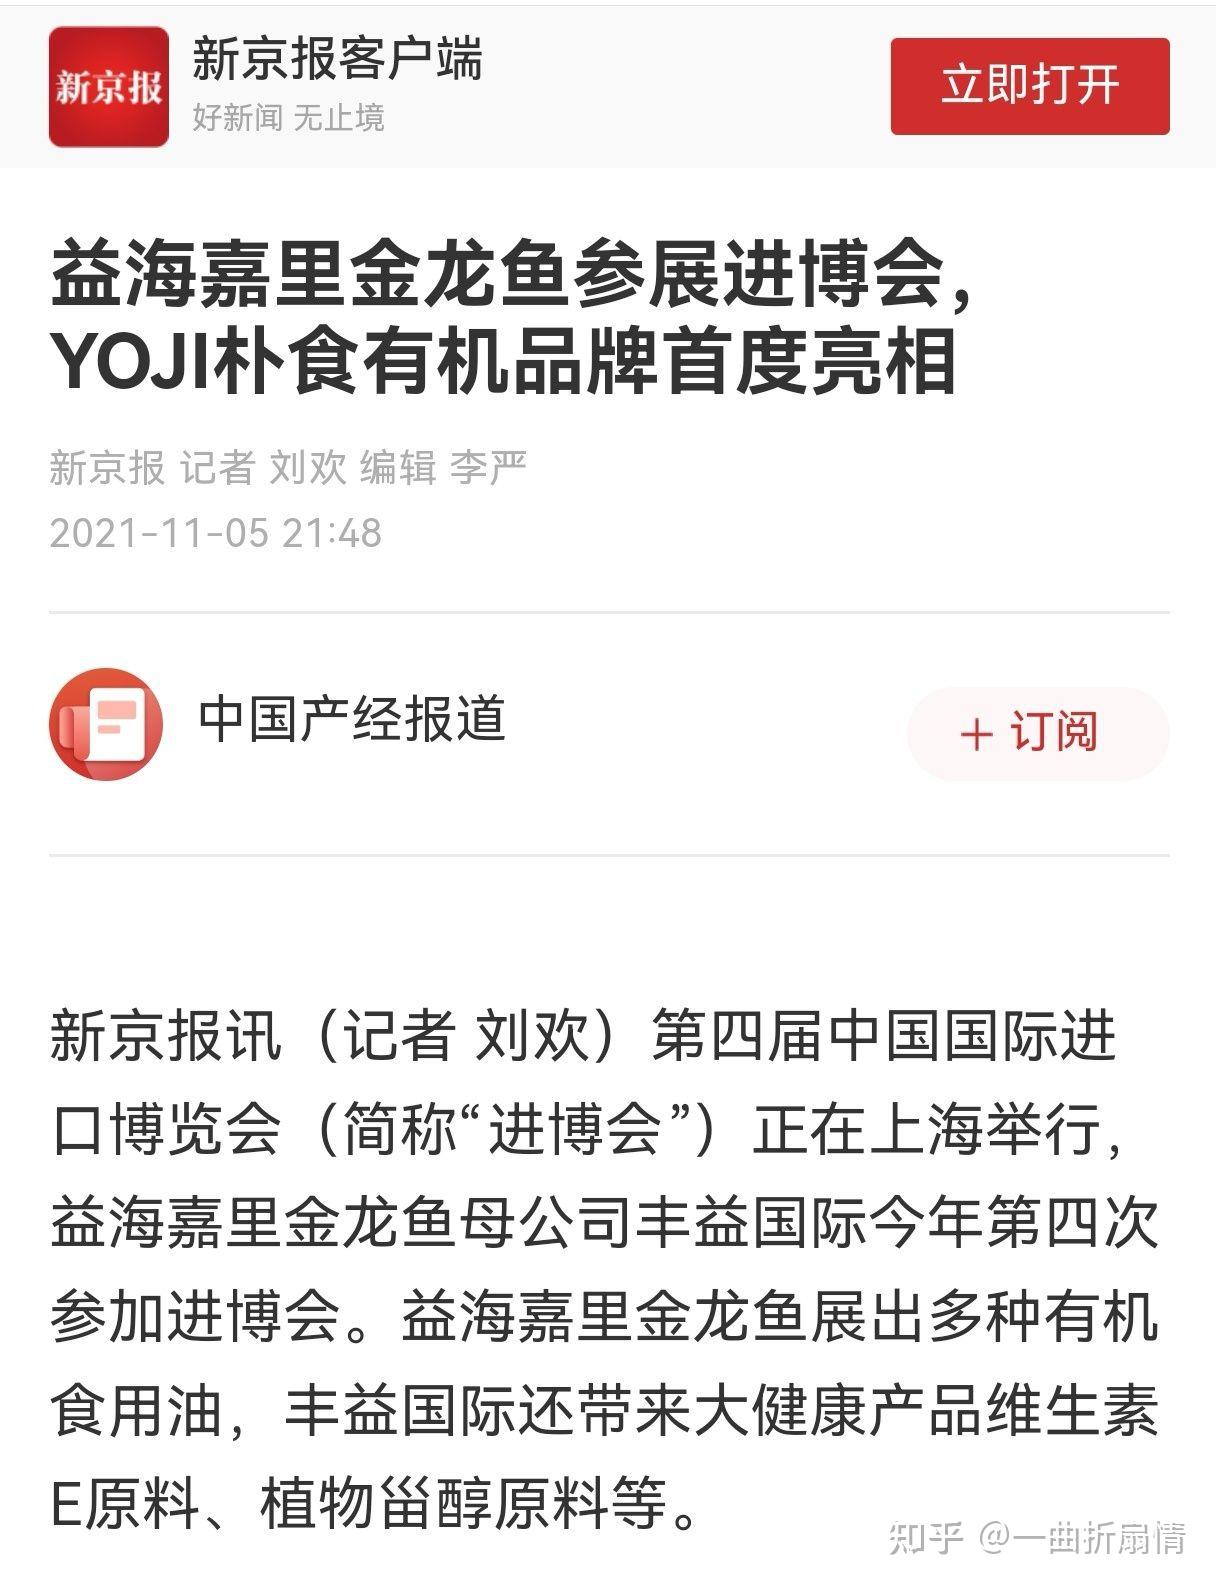 新京报
新京报客户端
好新闻 无止境
立即打开
益海嘉里金龙鱼参展进博会，
YOJI朴食有机品牌首度亮相
新京报 记者 刘欢 编辑 李严
2021-11-05 21:48
中国产经报道
＋订阅
新京报讯（记者 刘欢）第四届中国国际进
口博览会（简称“进博会”）正在上海举行，
益海嘉里金龙鱼母公司丰益国际今年第四次
参加进博会。益海嘉里金龙鱼展出多种有机
食用油，丰益国际还带来大健康产品维生素
E原料、植物甾醇原料等。
知乎 @一曲折扇情